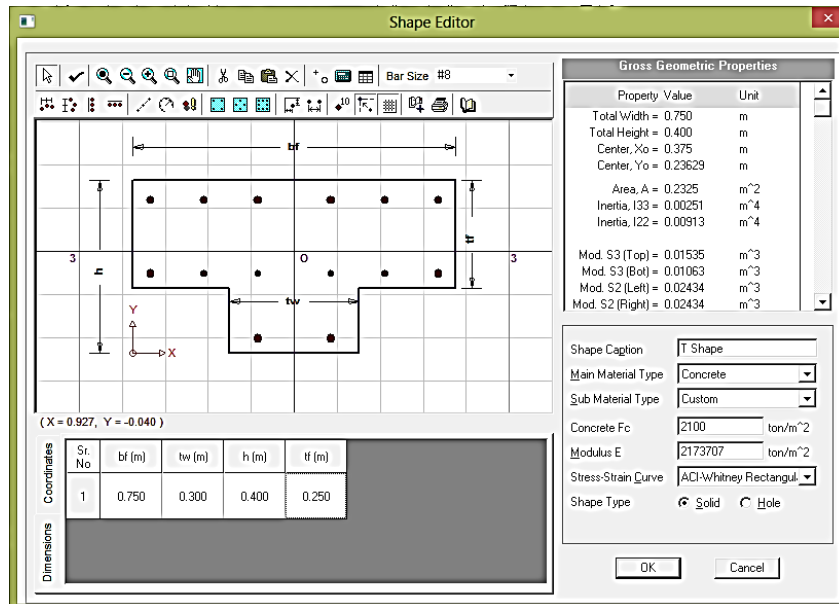 Shape Editor
Bar Size #8
10
bf
h
tf
tw
3
O
3
Y
X
( X = 0.927, Y = -0.040 )
Coordinates
Dimensions
Sr. No bf (m) tw (m) h (m) tf (m)
1 0.750 0.300 0.400 0.250
Gross Geometric Properties
Property Value Unit
Total Width = 0.750 m
Total Height = 0.400 m
Center, Xo = 0.375 m
Center, Yo = 0.23629 m
Area, A = 0.2325 m^2
Inertia, I33 = 0.00251 m^4
Inertia, I22 = 0.00913 m^4
Mod. S3 (Top) = 0.01535 m^3
Mod. S3 (Bot) = 0.01063 m^3
Mod. S2 (Left) = 0.02434 m^3
Mod. S2 (Right) = 0.02434 m^3
Shape Caption T Shape
Main Material Type Concrete
Sub Material Type Custom
Concrete Fc 2100 ton/m^2
Modulus E 2173707 ton/m^2
Stress-Strain Curve ACI-Whitney Rectangul
Shape Type Solid Hole
OK Cancel